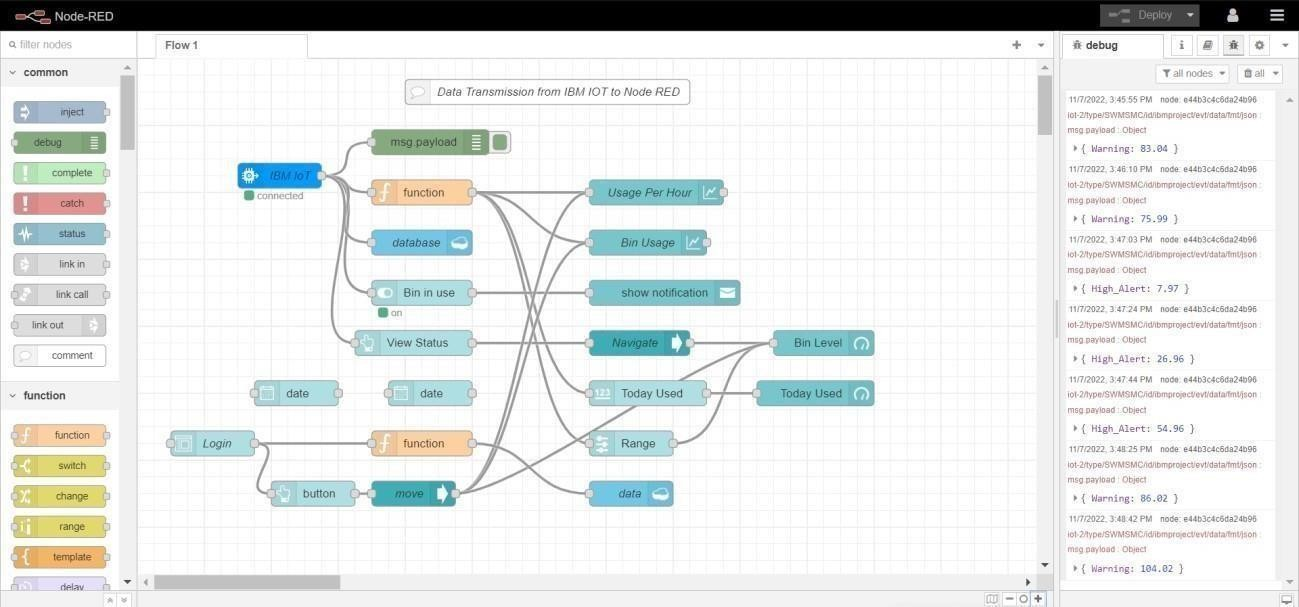 Node-RED
Deploy
filter nodes
Flow 1
debug
common
inject
debug
complete
catch
status
link in
link call
link out
comment
function
function
switch
change
range
template
delay
Data Transmission from IBM IOT to Node RED
msg.payload
IBM IoT
connected
function
Usage Per Hour
database
Bin Usage
Bin in use
on
show notification
View Status
Navigate
Bin Level
date
date
123 Today Used
Today Used
Login
function
Range
button
move
data
all nodes
all
11/7/2022, 3:45:55 PM node: e44b3c4c6da24b96
iot-2/type/SWMSMC/id/ibmproject/evt/data/fmt/json :
msg.payload : Object
{ Warning: 83.04 }
11/7/2022, 3:46:10 PM node: e44b3c4c6da24b96
iot-2/type/SWMSMC/id/ibmproject/evt/data/fmt/json :
msg.payload : Object
{ Warning: 75.99 }
11/7/2022, 3:47:03 PM node: e44b3c4c6da24b96
iot-2/type/SWMSMC/id/ibmproject/evt/data/fmt/json :
msg.payload : Object
{ High_Alert: 7.97 }
11/7/2022, 3:47:24 PM node: e44b3c4c6da24b96
iot-2/type/SWMSMC/id/ibmproject/evt/data/fmt/json :
msg.payload : Object
{ High_Alert: 26.96 }
11/7/2022, 3:47:44 PM node: e44b3c4c6da24b96
iot-2/type/SWMSMC/id/ibmproject/evt/data/fmt/json :
msg.payload : Object
{ High_Alert: 54.96 }
11/7/2022, 3:48:25 PM node: e44b3c4c6da24b96
iot-2/type/SWMSMC/id/ibmproject/evt/data/fmt/json :
msg.payload : Object
{ Warning: 86.02 }
11/7/2022, 3:48:42 PM node: e44b3c4c6da24b96
iot-2/type/SWMSMC/id/ibmproject/evt/data/fmt/json :
msg.payload : Object
{ Warning: 104.02 }